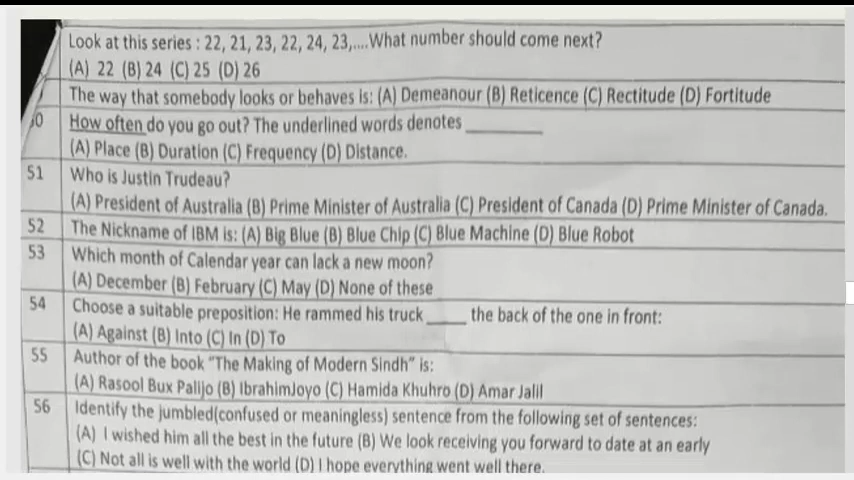 Look at this series : 22, 21, 23, 22, 24, 23,....What number should come next?
(A) 22 (B) 24 (C) 25 (D) 26
The way that somebody looks or behaves is: (A) Demeanour (B) Reticence (C) Rectitude (D) Fortitude
0 How often do you go out? The underlined words denotes ________
(A) Place (B) Duration (C) Frequency (D) Distance.
51 Who is Justin Trudeau?
(A) President of Australia (B) Prime Minister of Australia (C) President of Canada (D) Prime Minister of Canada.
52 The Nickname of IBM is: (A) Big Blue (B) Blue Chip (C) Blue Machine (D) Blue Robot
53 Which month of Calendar year can lack a new moon?
(A) December (B) February (C) May (D) None of these
54 Choose a suitable preposition: He rammed his truck ____ the back of the one in front:
(A) Against (B) Into (C) In (D) To
55 Author of the book "The Making of Modern Sindh" is:
(A) Rasool Bux Palijo (B) IbrahimJoyo (C) Hamida Khuhro (D) Amar Jalil
56 Identify the jumbled(confused or meaningless) sentence from the following set of sentences:
(A) I wished him all the best in the future (B) We look receiving you forward to date at an early
(C) Not all is well with the world (D) I hope everything went well there.